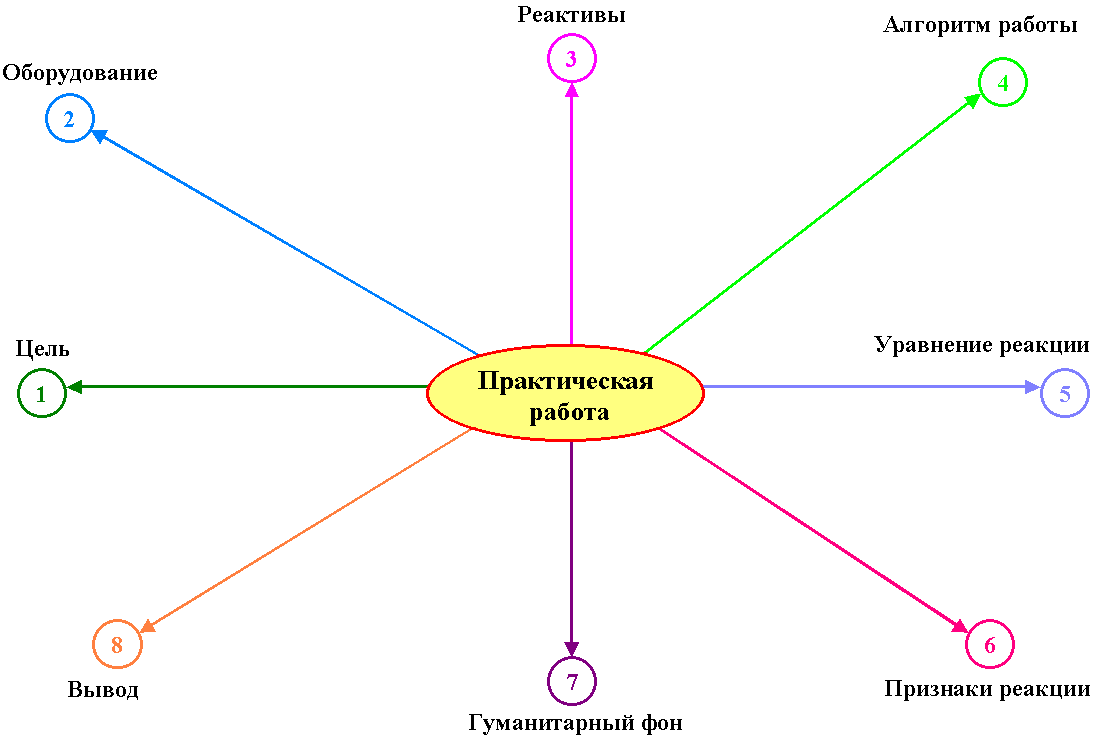 Реактивы
3
Алгоритм работы
4
Оборудование
2
Цель
1
Практическая
работа
Уравнение реакции
5
8
Вывод
7
Гуманитарный фон
6
Признаки реакции